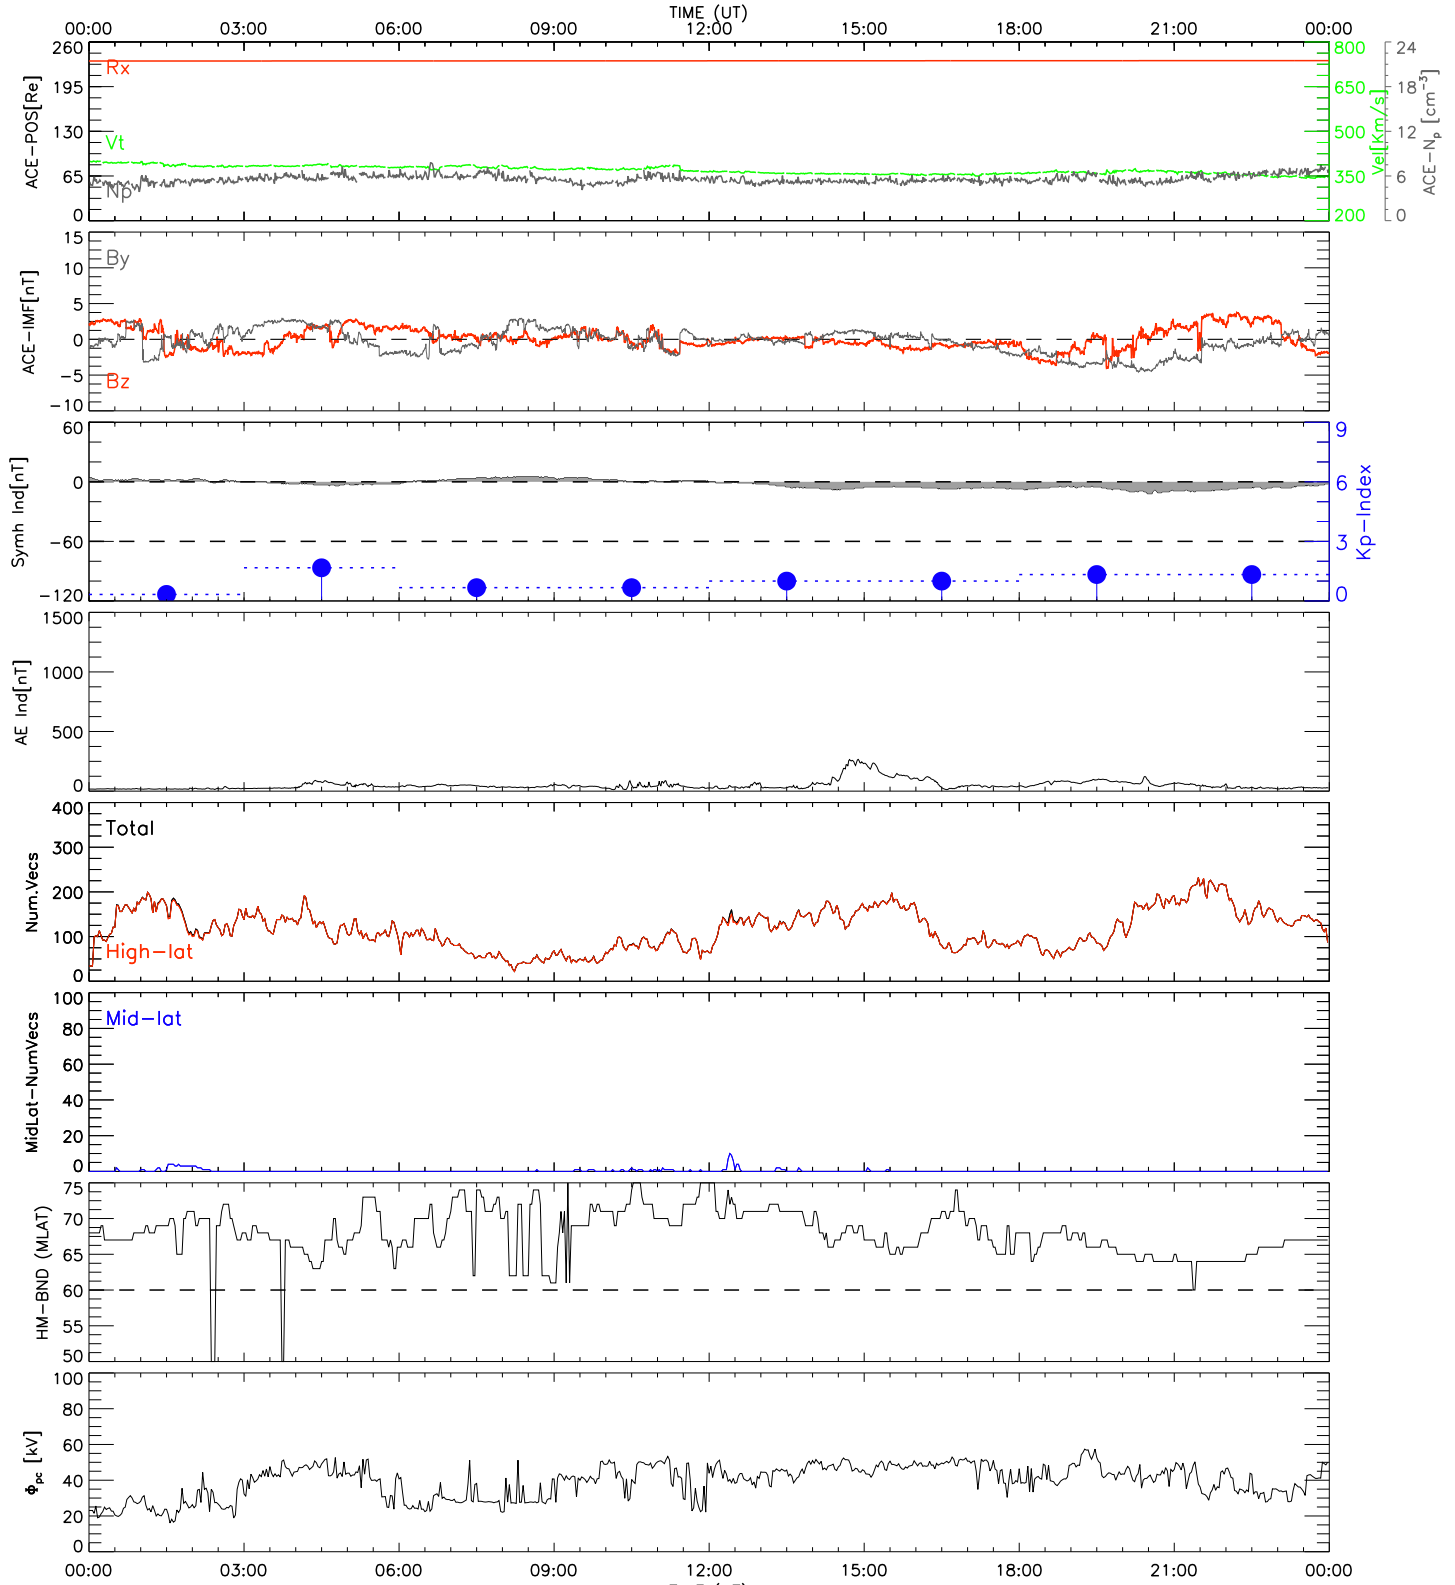 TIME (UT)
00:00 03:00 06:00 09:00 12:00 15:00 18:00 21:00 00:00
ACE-POS[Re]
260
195
130
65
0
Rx
Vt
Np
800
650
500
350
200
Vel[Km/s]
24
18
12
6
0
ACE-Np [cm⁻³]
ACE-IMF[nT]
15
10
5
0
-5
-10
By
Bz
Symh Ind[nT]
60
0
-60
-120
9
6
3
0
Kp-Index
AE Ind[nT]
1500
1000
500
0
Num.Vecs
400
300
200
100
0
Total
High-lat
MidLat-NumVecs
100
80
60
40
20
0
Mid-lat
HM-BND (MLAT)
75
70
65
60
55
50
Φpc [kV]
100
80
60
40
20
0
00:00 03:00 06:00 09:00 12:00 15:00 18:00 21:00 00:00